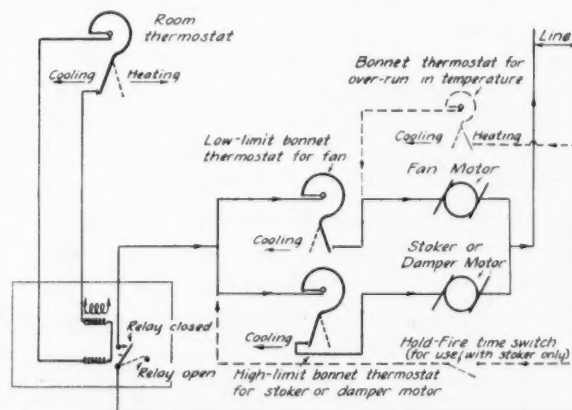 Room
thermostat
Line
Bonnet thermostat for
over-run in temperature
Cooling
Heating
Low-limit bonnet
thermostat for fan
Cooling
Heating
Fan Motor
Cooling
Stoker or
Damper Motor
Cooling
Relay closed
Hold-Fire time switch
(for use with stoker only)
Relay open
High-limit bonnet thermostat
for stoker or damper motor